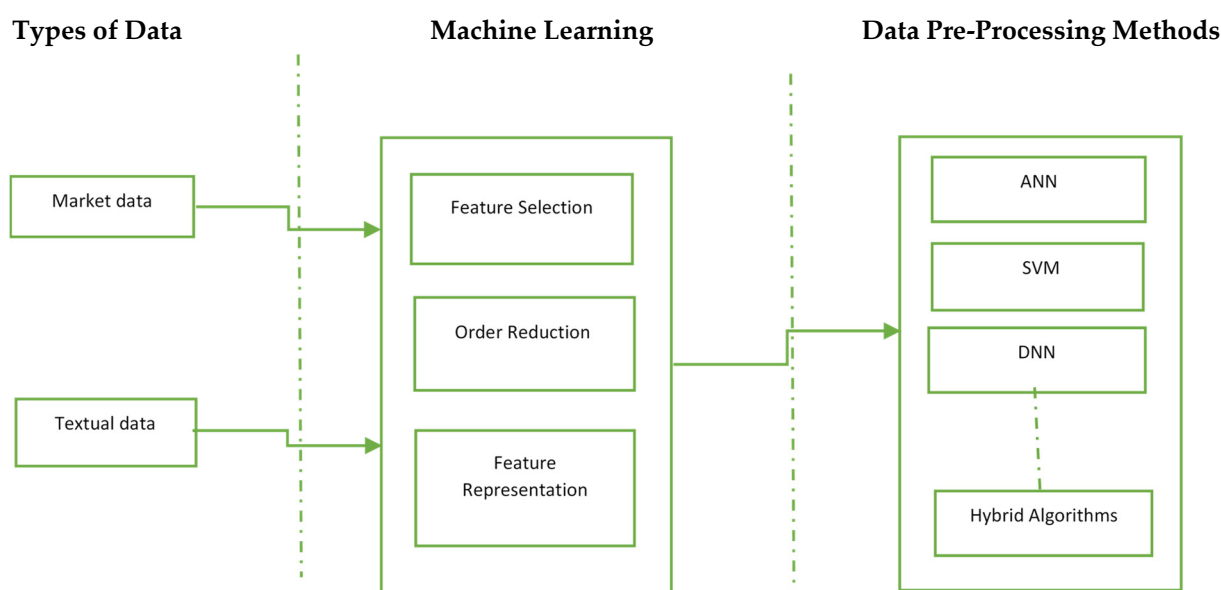 Types of Data
Machine Learning
Data Pre-Processing Methods
Market data
Textual data
Feature Selection
Order Reduction
Feature
Representation
ANN
SVM
DNN
Hybrid Algorithms